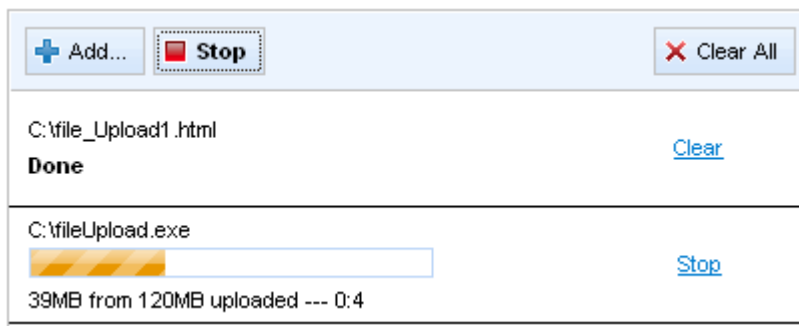 Add... Stop Clear All
C:\file_Upload1.html
Clear
Done
C:\fileUpload.exe
Stop
39MB from 120MB uploaded --- 0:4